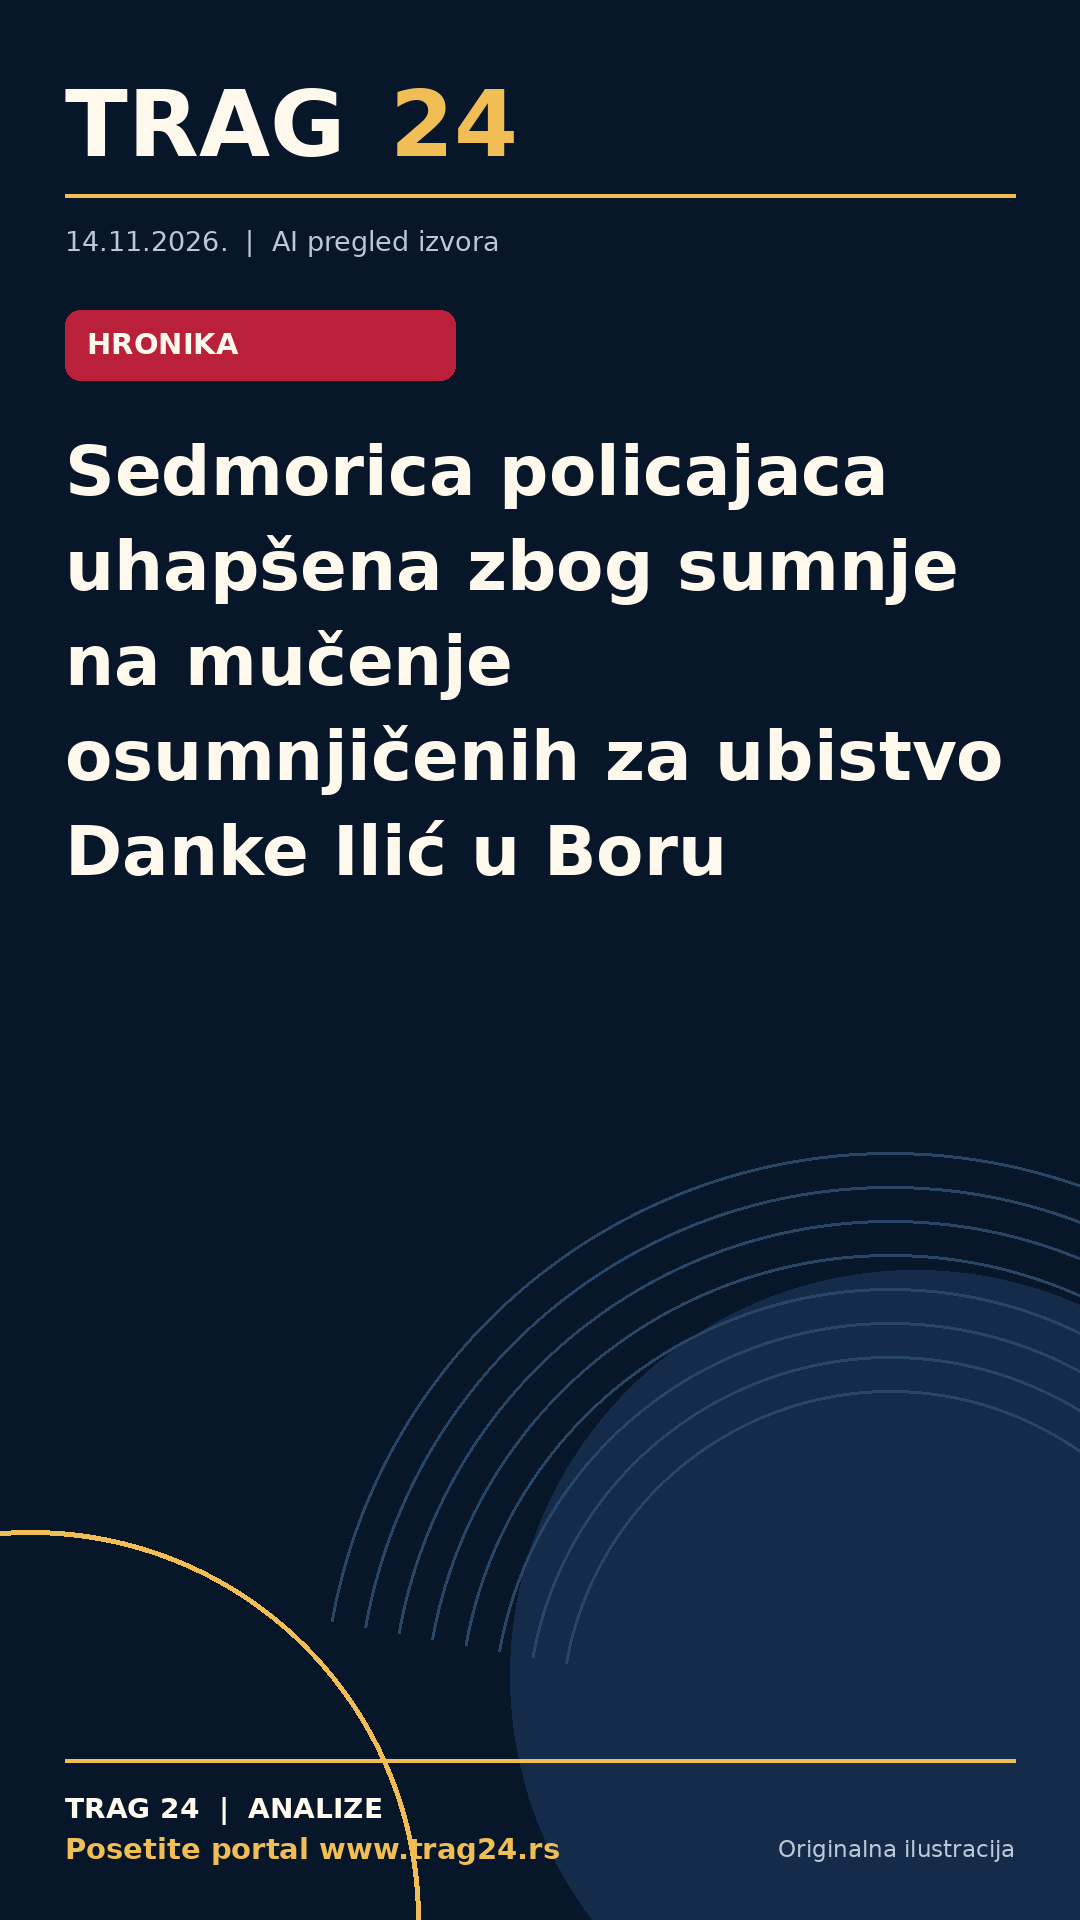 TRAG 24
14.11.2026. | AI pregled izvora
HRONIKA
Sedmorica policajaca
uhapšena zbog sumnje
na mučenje
osumnjičenih za ubistvo
Danke Ilić u Boru
TRAG 24 | ANALIZE
Posetite portal www.trag24.rs
Originalna ilustracija